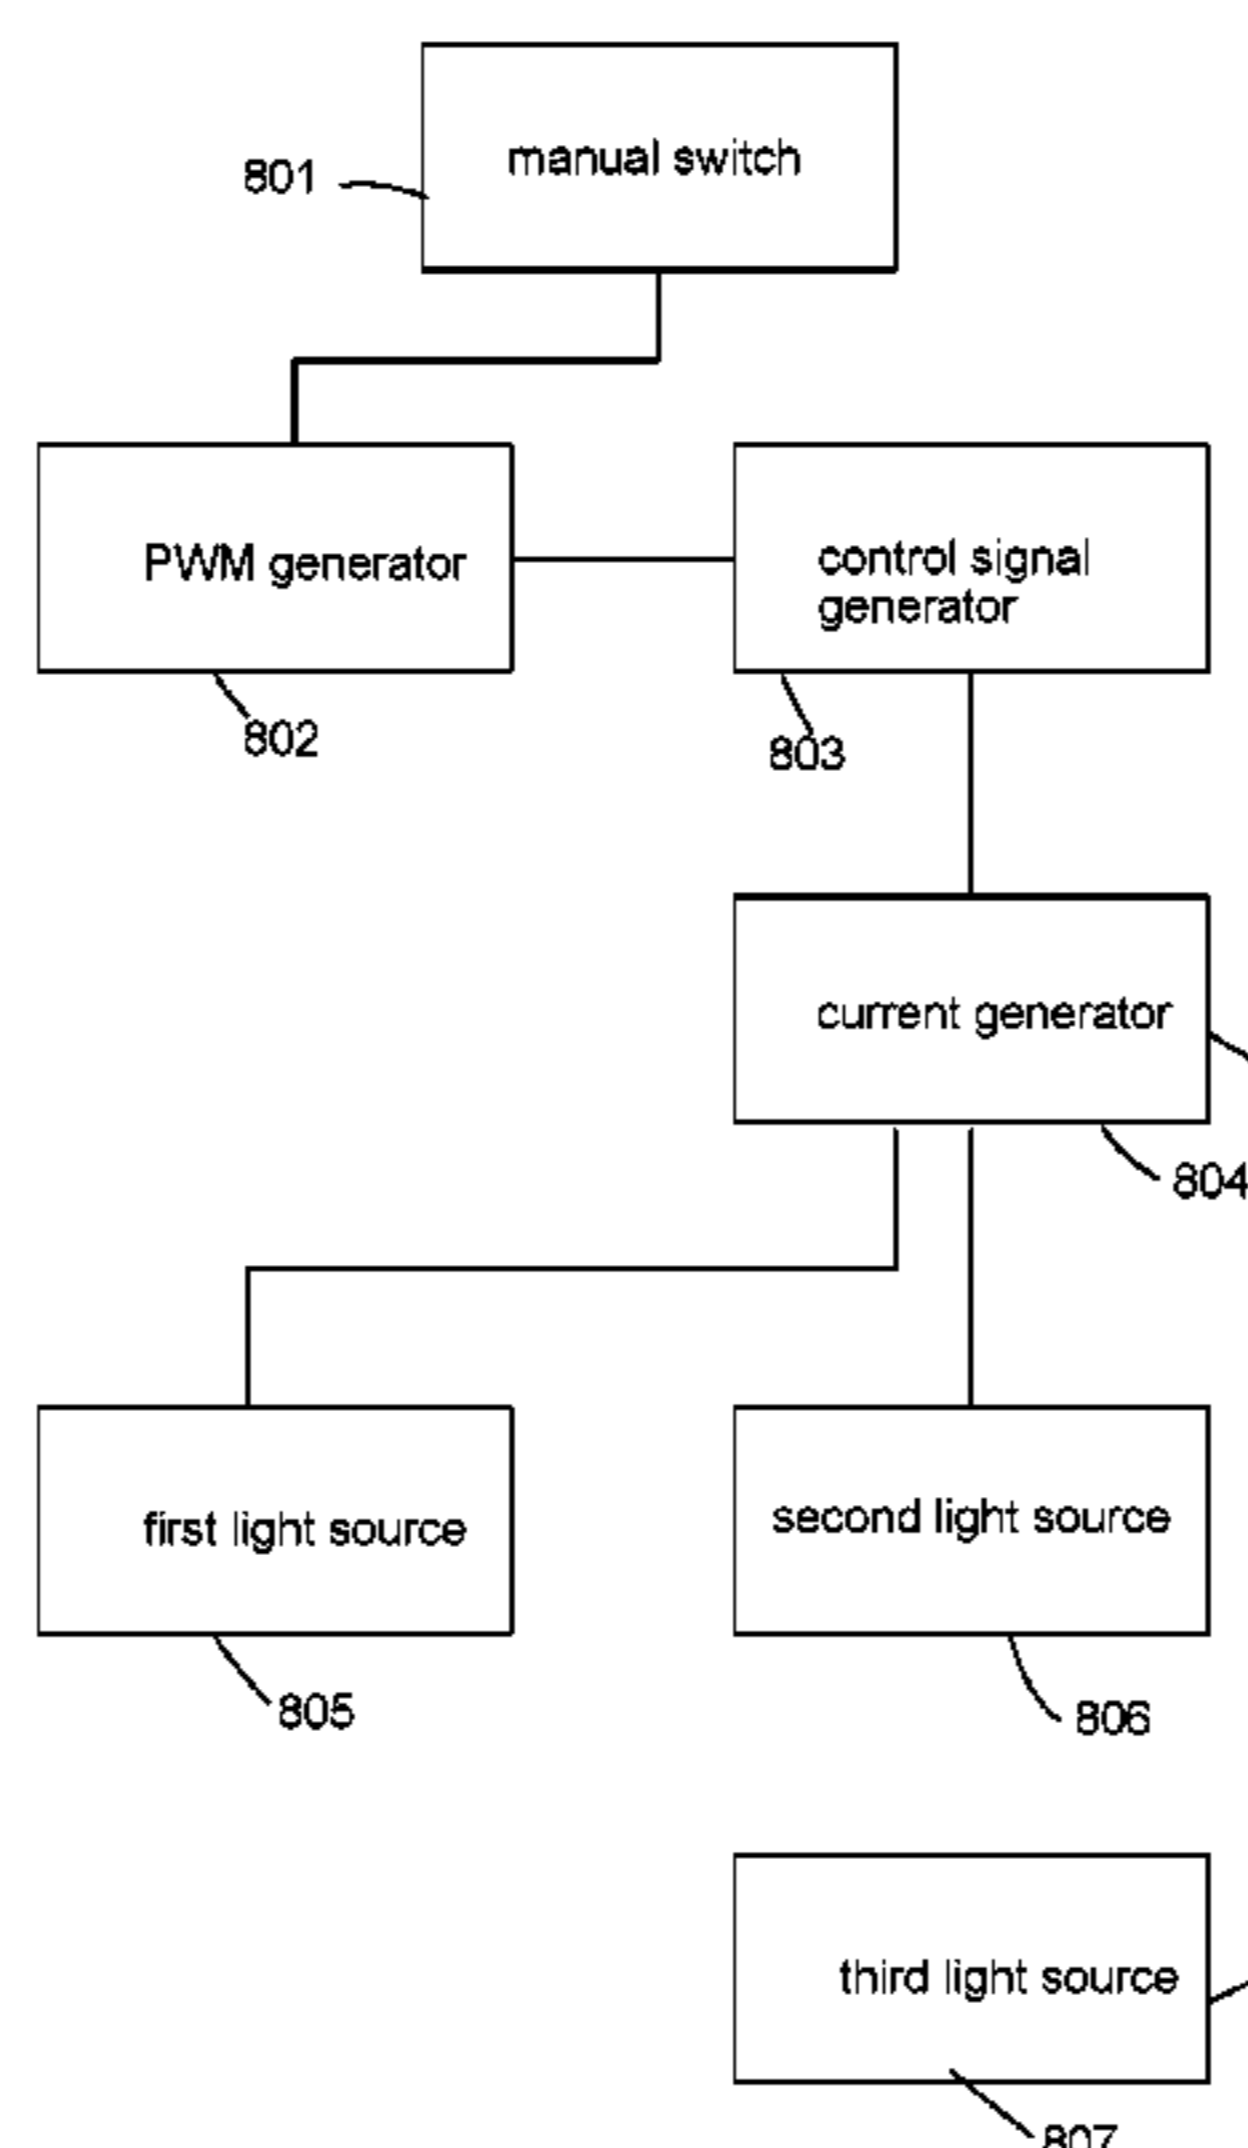 manual switch
801
PWM generator
control signal
generator
802
803
current generator
804
first light source
second light source
805
806
third light source
807